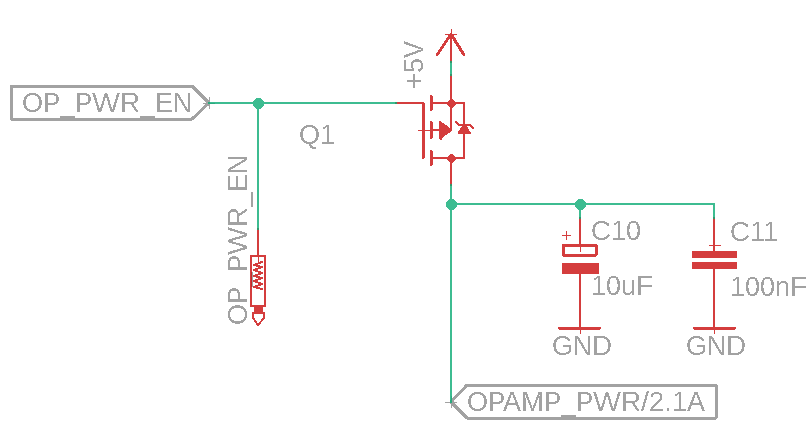 +5V
OP_PWR_EN
Q1
OP_PWR_EN
C10
10uF
GND
C11
100nF
GND
OPAMP_PWR/2.1A